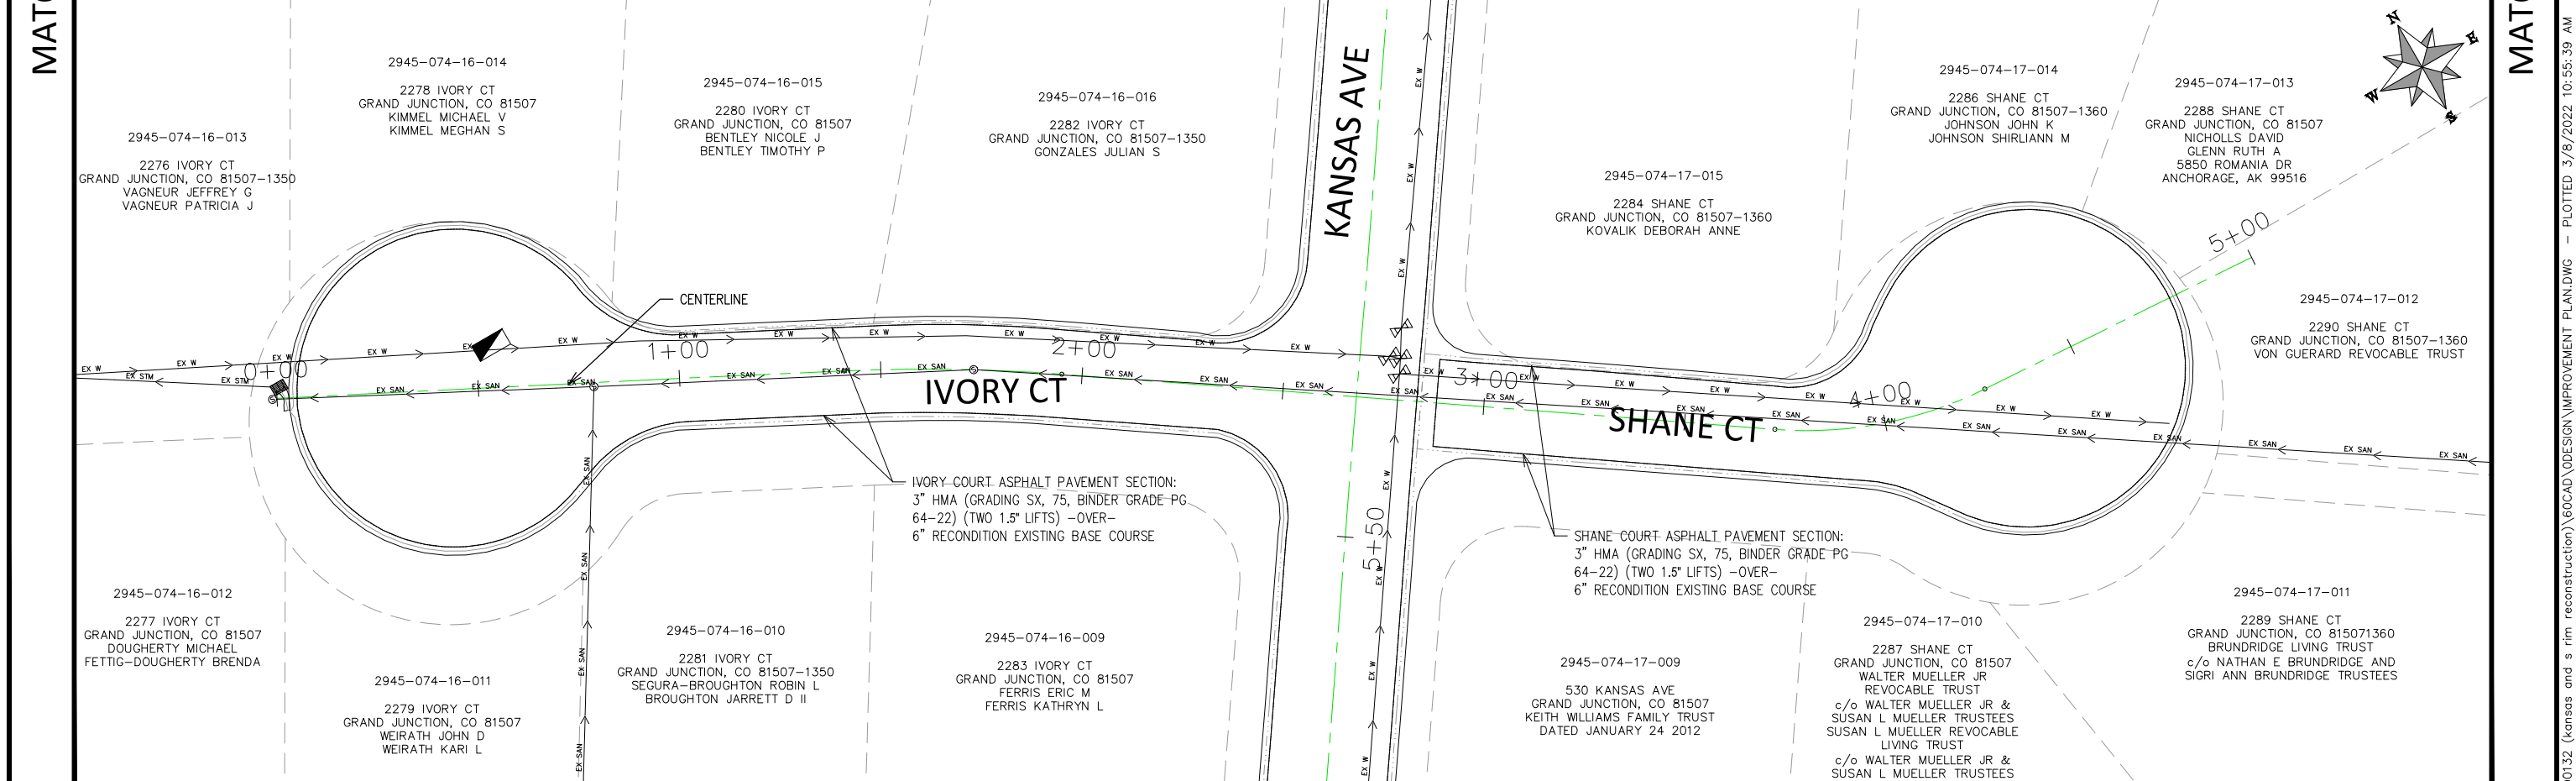 MAT
2945-074-16-013
2276 IVORY CT
GRAND JUNCTION, CO 81507-1350
VAGNEUR JEFFREY G
VAGNEUR PATRICIA J
2945-074-16-014
2278 IVORY CT
GRAND JUNCTION, CO 81507
KIMMEL MICHAEL V
KIMMEL MEGHAN S
2945-074-16-015
2280 IVORY CT
GRAND JUNCTION, CO 81507
BENTLEY NICOLE J
BENTLEY TIMOTHY P
2945-074-16-016
2282 IVORY CT
GRAND JUNCTION, CO 81507-1350
GONZALES JULIAN S
KANSAS AVE
2945-074-17-015
2284 SHANE CT
GRAND JUNCTION, CO 81507-1360
KOVALIK DEBORAH ANNE
2945-074-17-014
2286 SHANE CT
GRAND JUNCTION, CO 81507-1360
JOHNSON JOHN K
JOHNSON SHIRLIANN M
2945-074-17-013
2288 SHANE CT
GRAND JUNCTION, CO 81507
NICHOLLS DAVID
GLENN RUTH A
5850 ROMANIA DR
ANCHORAGE, AK 99516
N
E
W
S
MAT
5+00
2945-074-17-012
2290 SHANE CT
GRAND JUNCTION, CO 81507-1360
VON GUERARD REVOCABLE TRUST
CENTERLINE
EX W
EX STM
EX SAN
0+00
1+00
2+00
3+00
4+00
IVORY CT
SHANE CT
5+50
IVORY COURT ASPHALT PAVEMENT SECTION:
3" HMA (GRADING SX, 75, BINDER GRADE PG
64-22) (TWO 1.5" LIFTS) -OVER-
6" RECONDITION EXISTING BASE COURSE
SHANE COURT ASPHALT PAVEMENT SECTION:
3" HMA (GRADING SX, 75, BINDER GRADE PG
64-22) (TWO 1.5" LIFTS) -OVER-
6" RECONDITION EXISTING BASE COURSE
2945-074-16-012
2277 IVORY CT
GRAND JUNCTION, CO 81507
DOUGHERTY MICHAEL
FETTIG-DOUGHERTY BRENDA
2945-074-16-011
2279 IVORY CT
GRAND JUNCTION, CO 81507
WEIRATH JOHN D
WEIRATH KARI L
2945-074-16-010
2281 IVORY CT
GRAND JUNCTION, CO 81507-1350
SEGURA-BROUGHTON ROBIN L
BROUGHTON JARRETT D II
2945-074-16-009
2283 IVORY CT
GRAND JUNCTION, CO 81507
FERRIS ERIC M
FERRIS KATHRYN L
2945-074-17-009
530 KANSAS AVE
GRAND JUNCTION, CO 81507
KEITH WILLIAMS FAMILY TRUST
DATED JANUARY 24 2012
2945-074-17-010
2287 SHANE CT
GRAND JUNCTION, CO 81507
WALTER MUELLER JR
REVOCABLE TRUST
c/o WALTER MUELLER JR &
SUSAN L MUELLER TRUSTEES
SUSAN L MUELLER REVOCABLE
LIVING TRUST
c/o WALTER MUELLER JR &
SUSAN L MUELLER TRUSTEES
2945-074-17-011
2289 SHANE CT
GRAND JUNCTION, CO 815071360
BRUNDRIDGE LIVING TRUST
c/o NATHAN E BRUNDRIDGE AND
SIGRI ANN BRUNDRIDGE TRUSTEES
(kansas and s rim reconstruction)\60CAD\0DESIGN\IMPROVEMENT PLAN.DWG - PLOTTED 3/8/2022 10:55:39 AM